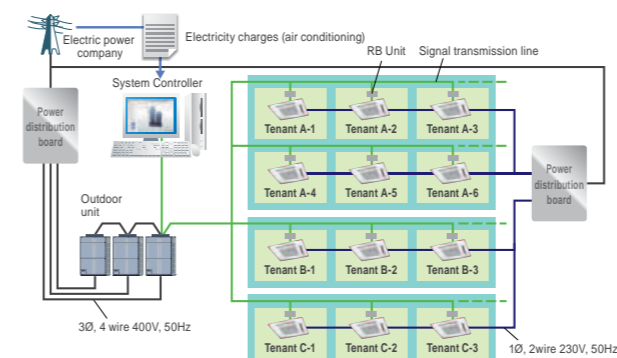 Electric power
company
Electricity charges (air conditioning)
RB Unit
Signal transmission line
System Controller
Power
distribution
board
Tenant A-1
Tenant A-2
Tenant A-3
Tenant A-4
Tenant A-5
Tenant A-6
Power
distribution
board
Outdoor
unit
Tenant B-1
Tenant B-2
Tenant B-3
3Ø, 4 wire 400V, 50Hz
Tenant C-1
Tenant C-2
Tenant C-3
1Ø, 2wire 230V, 50Hz